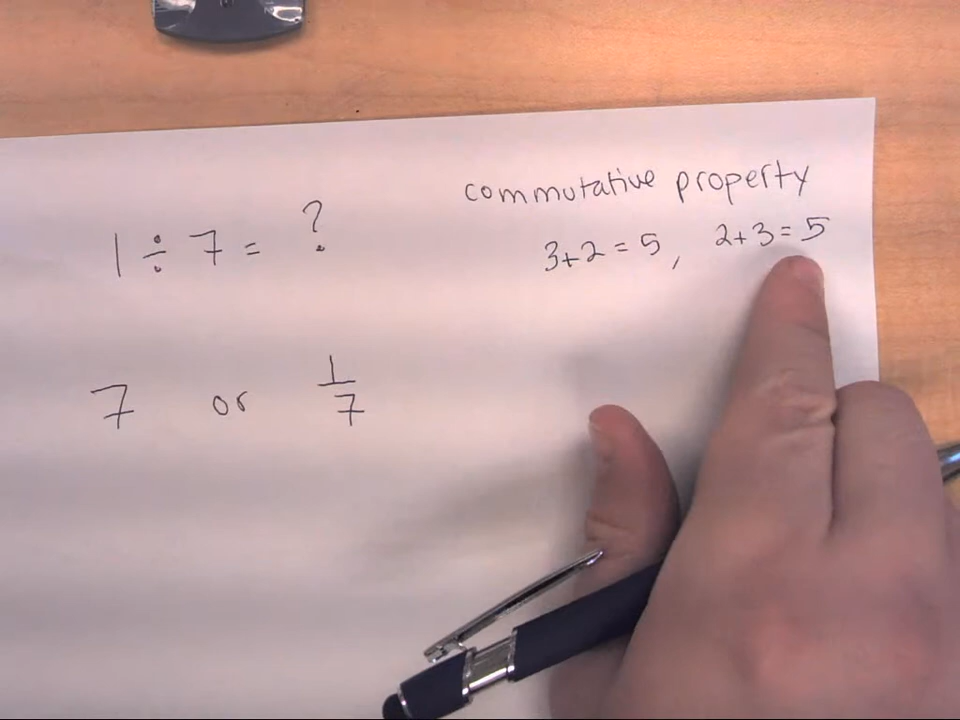 commutative property
1 ÷ 7 = ?
3+2 = 5, 2+3 = 5
7 or 1/7